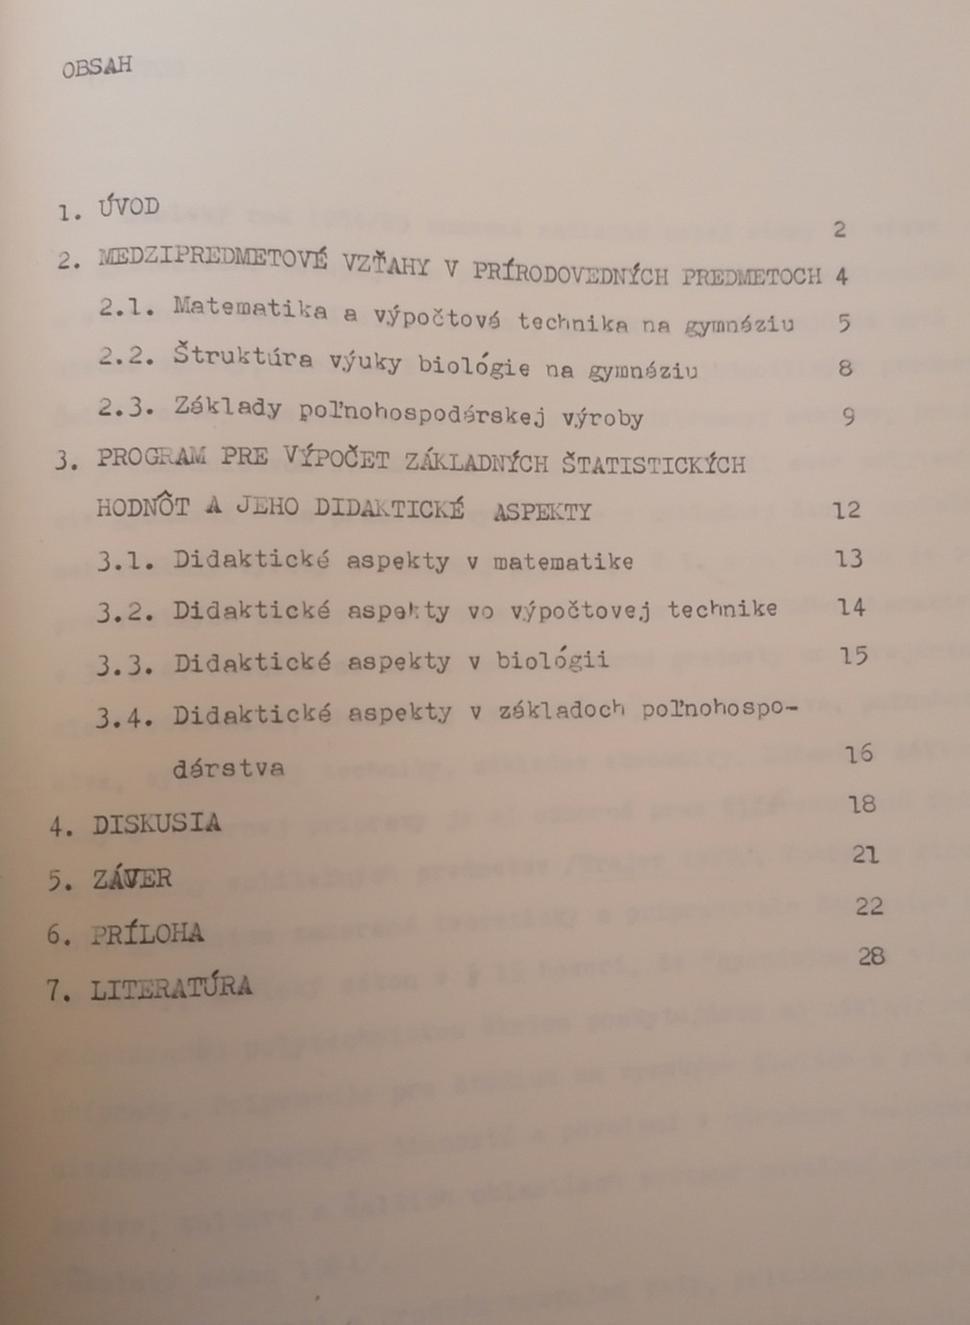 OBSAH
1. ÚVOD 2
2. MEDZIPREDMETOVÉ VZŤAHY V PRÍRODOVEDNÝCH PREDMETOCH 4
2.1. Matematika a výpočtová technika na gymnáziu 5
2.2. Štruktúra výuky biológie na gymnáziu 8
2.3. Základy poľnohospodárskej výroby 9
3. PROGRAM PRE VÝPOČET ZÁKLADNÝCH ŠTATISTICKÝCH
HODNÔT A JEHO DIDAKTICKÉ ASPEKTY 12
3.1. Didaktické aspekty v matematike 13
3.2. Didaktické aspekty vo výpočtovej technike 14
3.3. Didaktické aspekty v biológii 15
3.4. Didaktické aspekty v základoch poľnohospo-
dárstva 16
4. DISKUSIA 18
5. ZÁVER 21
6. PRÍLOHA 22
7. LITERATÚRA 28